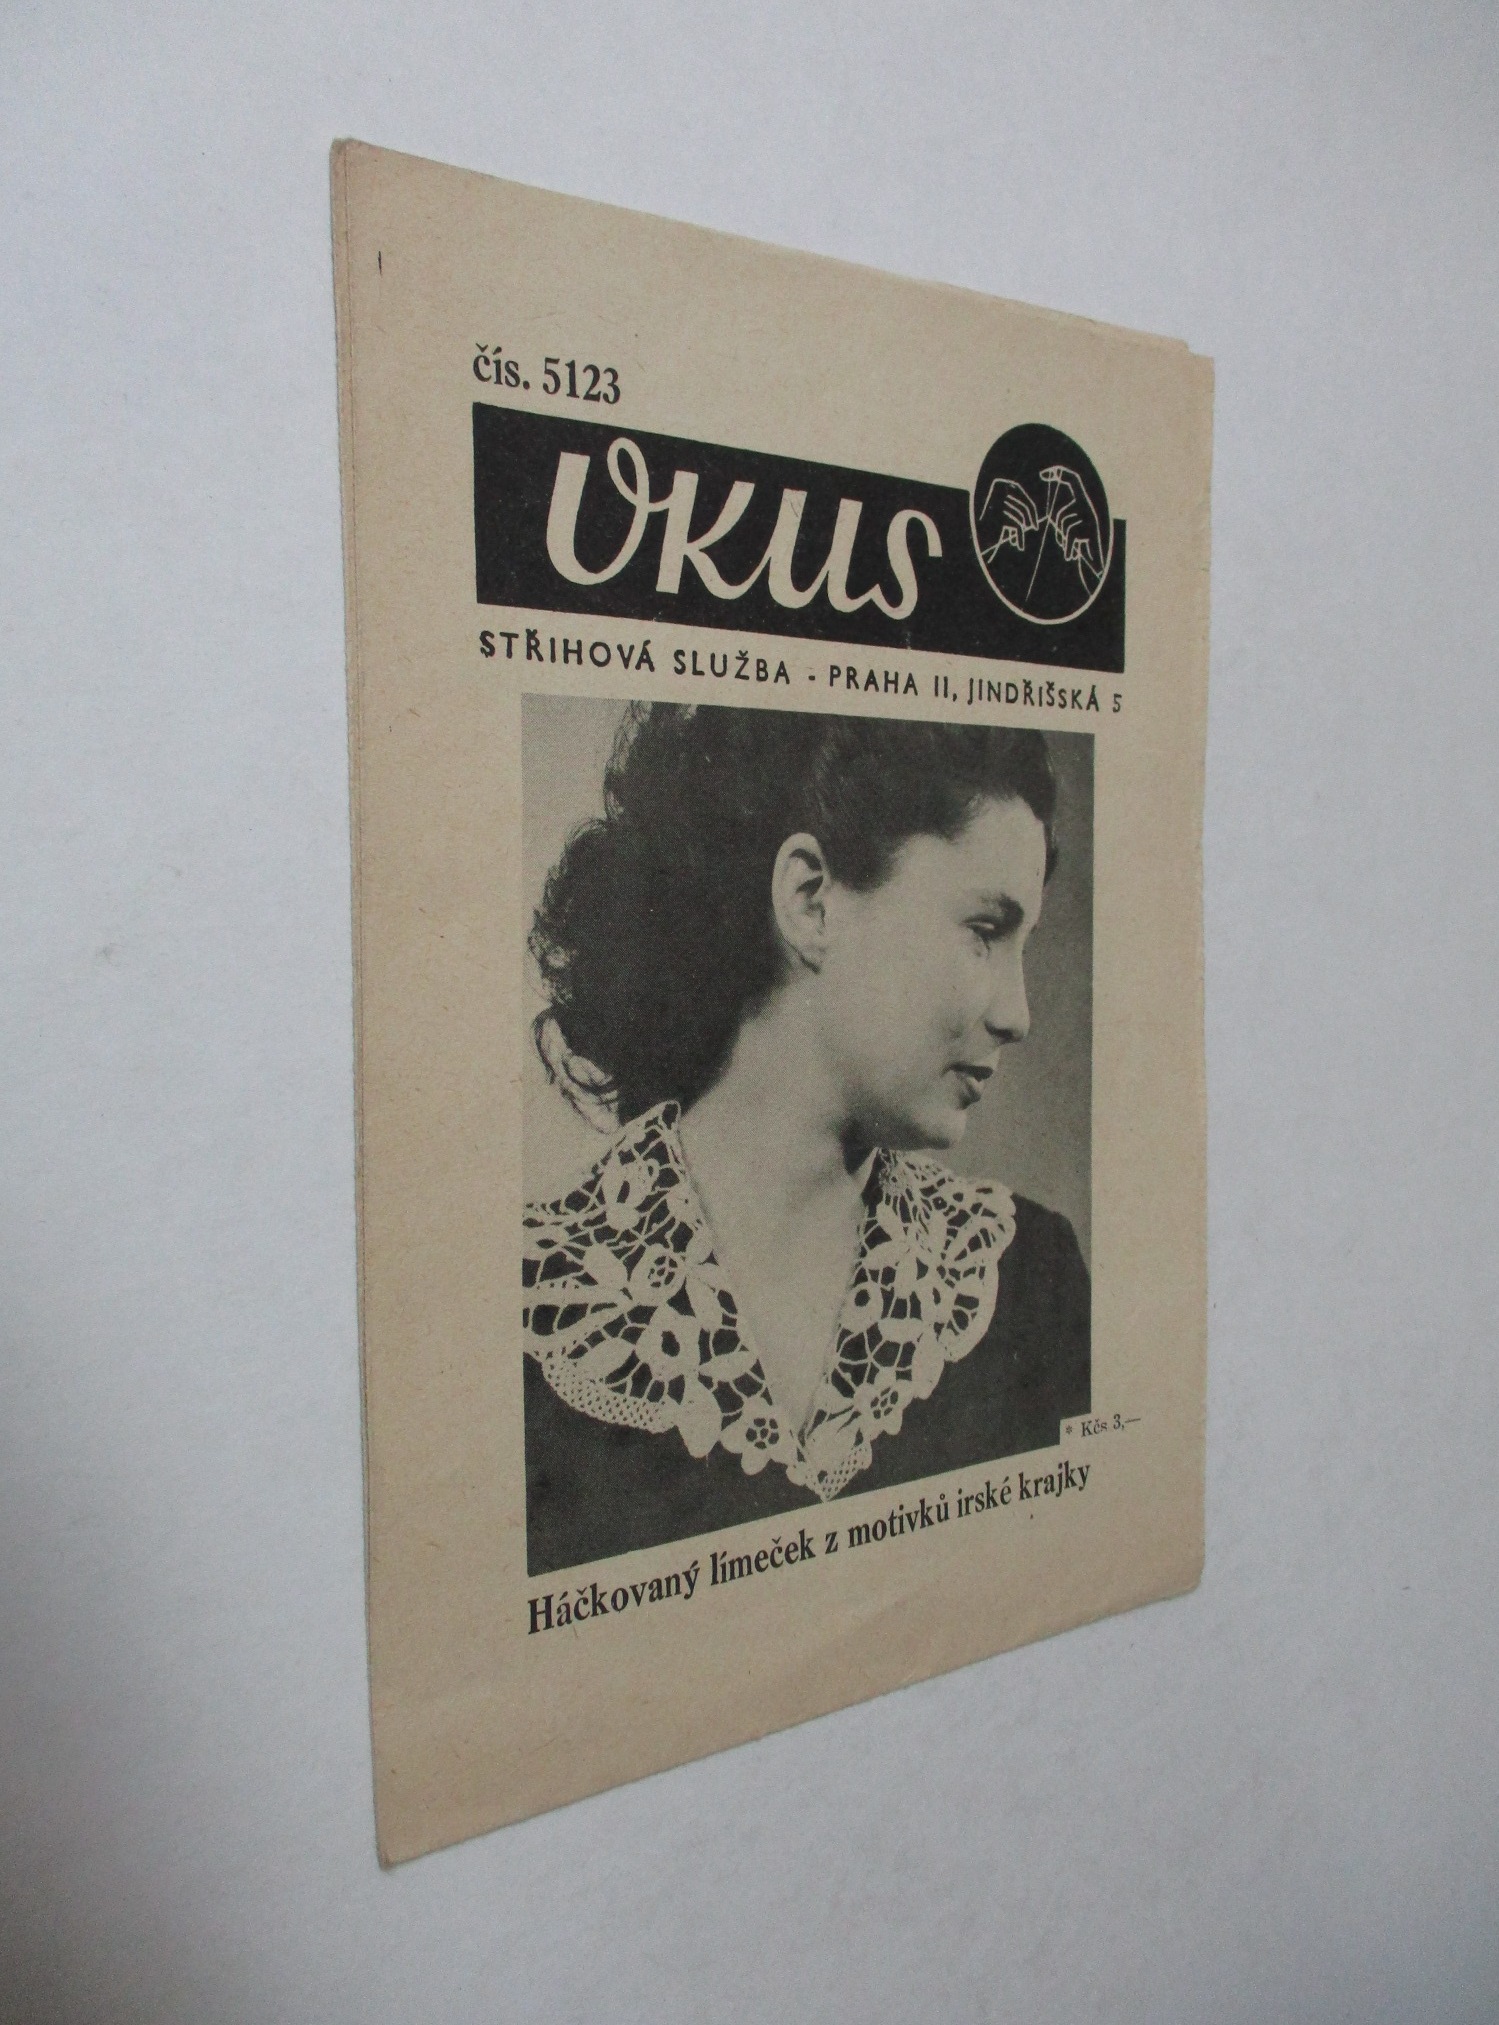 čís. 5123
VKUS
STŘIHOVÁ SLUŽBA - PRAHA II, JINDŘIŠSKÁ 5
* Kčs 3,—
Háčkovaný límeček z motivků irské krajky